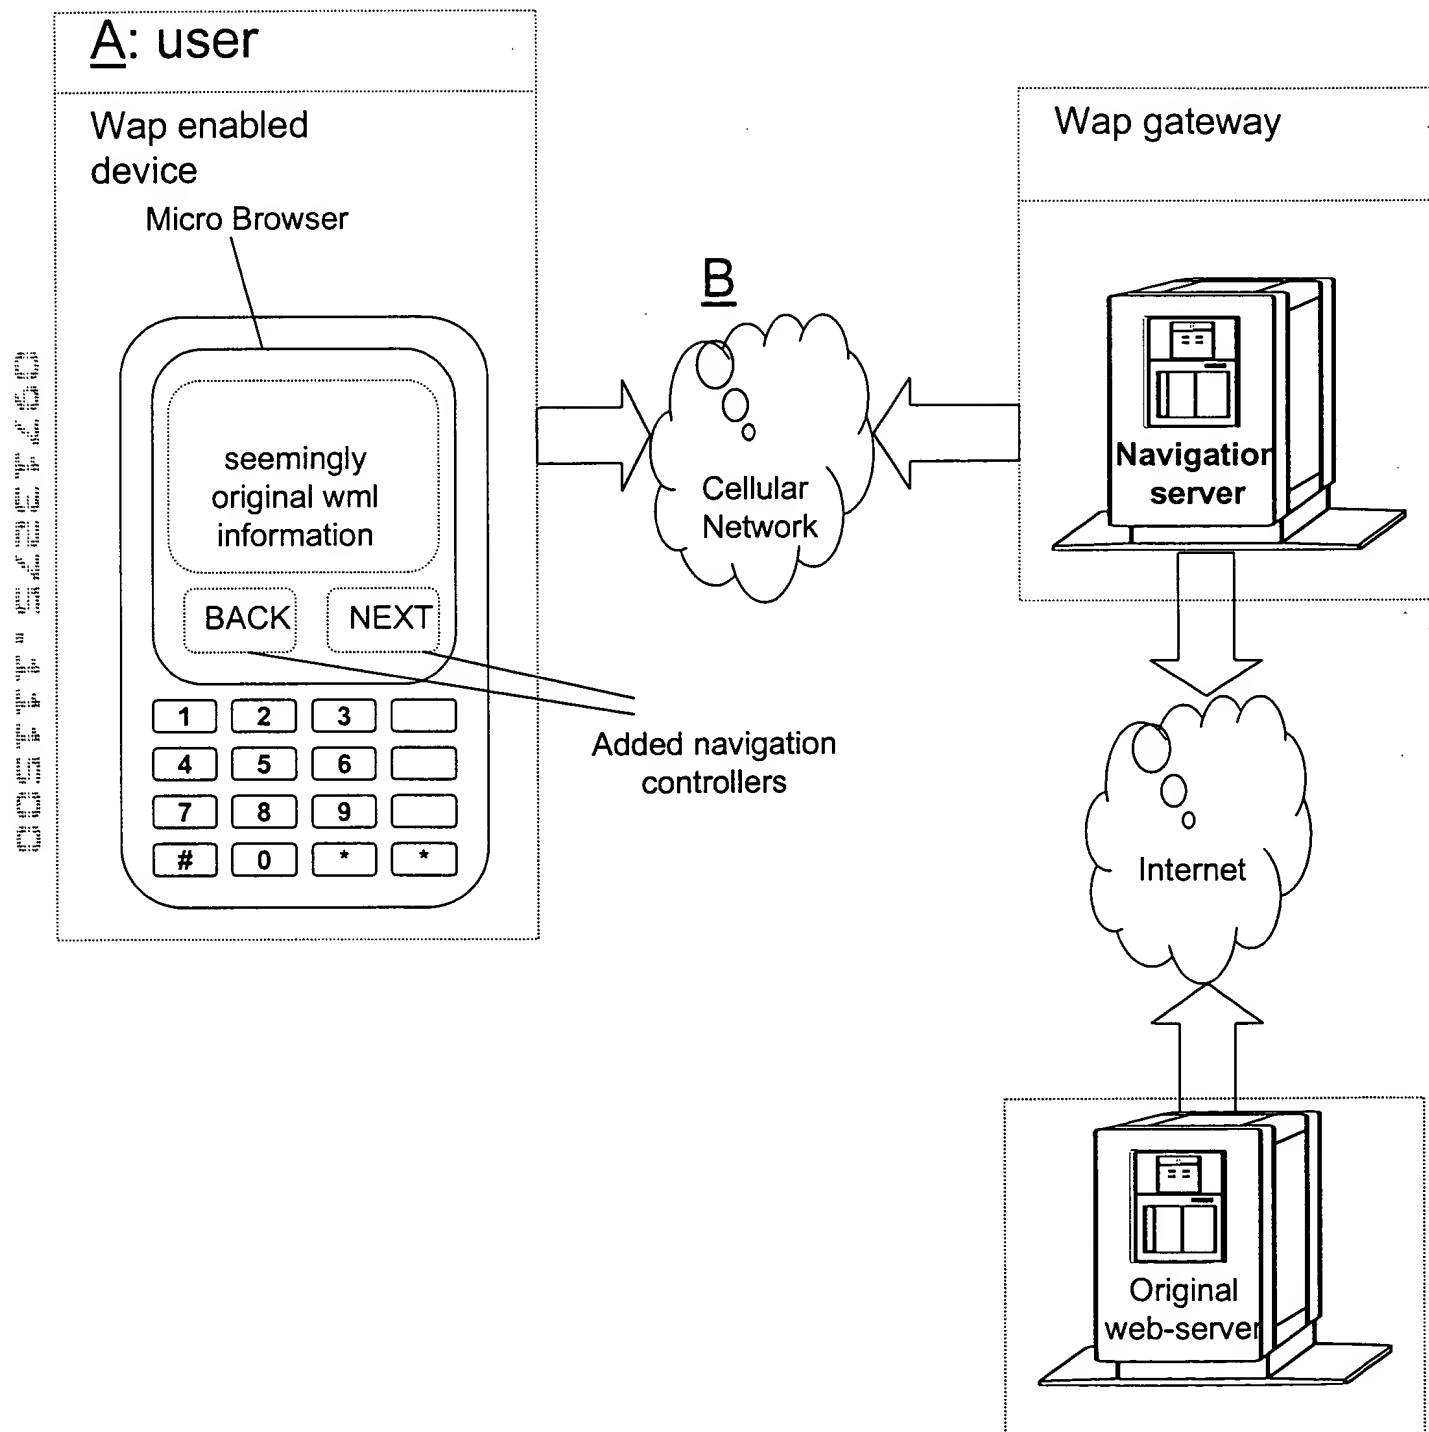 A: user
Wap enabled
device
Micro Browser
seemingly
original wml
information
BACK
NEXT
1 2 3
4 5 6
7 8 9
# 0 * *
Added navigation
controllers
B
Cellular
Network
Wap gateway
Navigation
server
Internet
Original
web-server